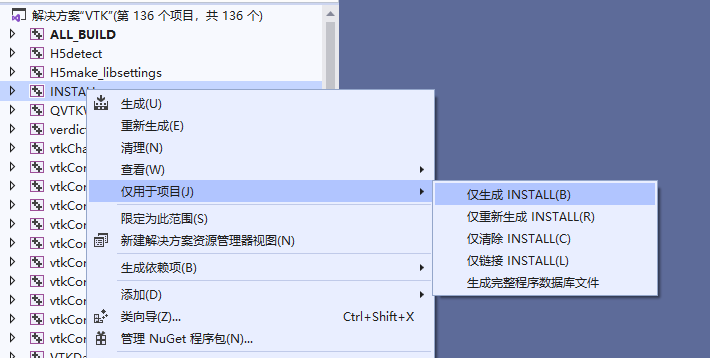 解决方案"VTK"(第 136 个项目，共 136 个)
ALL_BUILD
H5detect
H5make_libsettings
INSTALL
QVTK
verdic
vtkCha
vtkCor
vtkCor
vtkCor
vtkCor
vtkCor
vtkCor
vtkCor
vtkCor
vtkCor
vtkCor
VTKD
生成(U)
重新生成(E)
清理(N)
查看(W)
仅用于项目(J)
限定为此范围(S)
新建解决方案资源管理器视图(N)
生成依赖项(B)
添加(D)
类向导(Z)... Ctrl+Shift+X
管理 NuGet 程序包(N)...
仅生成 INSTALL(B)
仅重新生成 INSTALL(R)
仅清除 INSTALL(C)
仅链接 INSTALL(L)
生成完整程序数据库文件